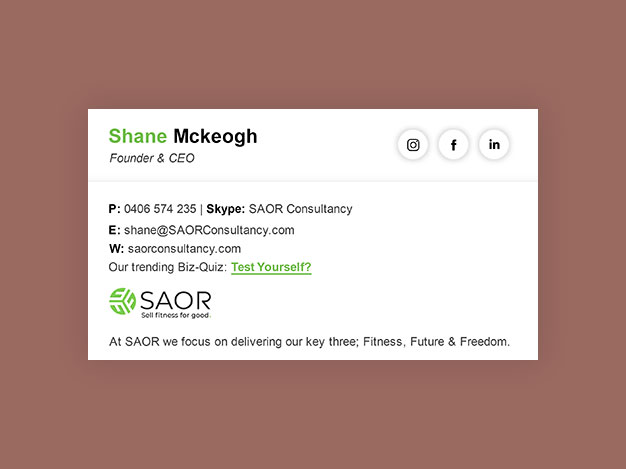 Shane Mckeogh
Founder & CEO
P: 0406 574 235 | Skype: SAOR Consultancy
E: shane@SAORConsultancy.com
W: saorconsultancy.com
Our trending Biz-Quiz: Test Yourself?
SAOR
Sell fitness for good.
At SAOR we focus on delivering our key three; Fitness, Future & Freedom.